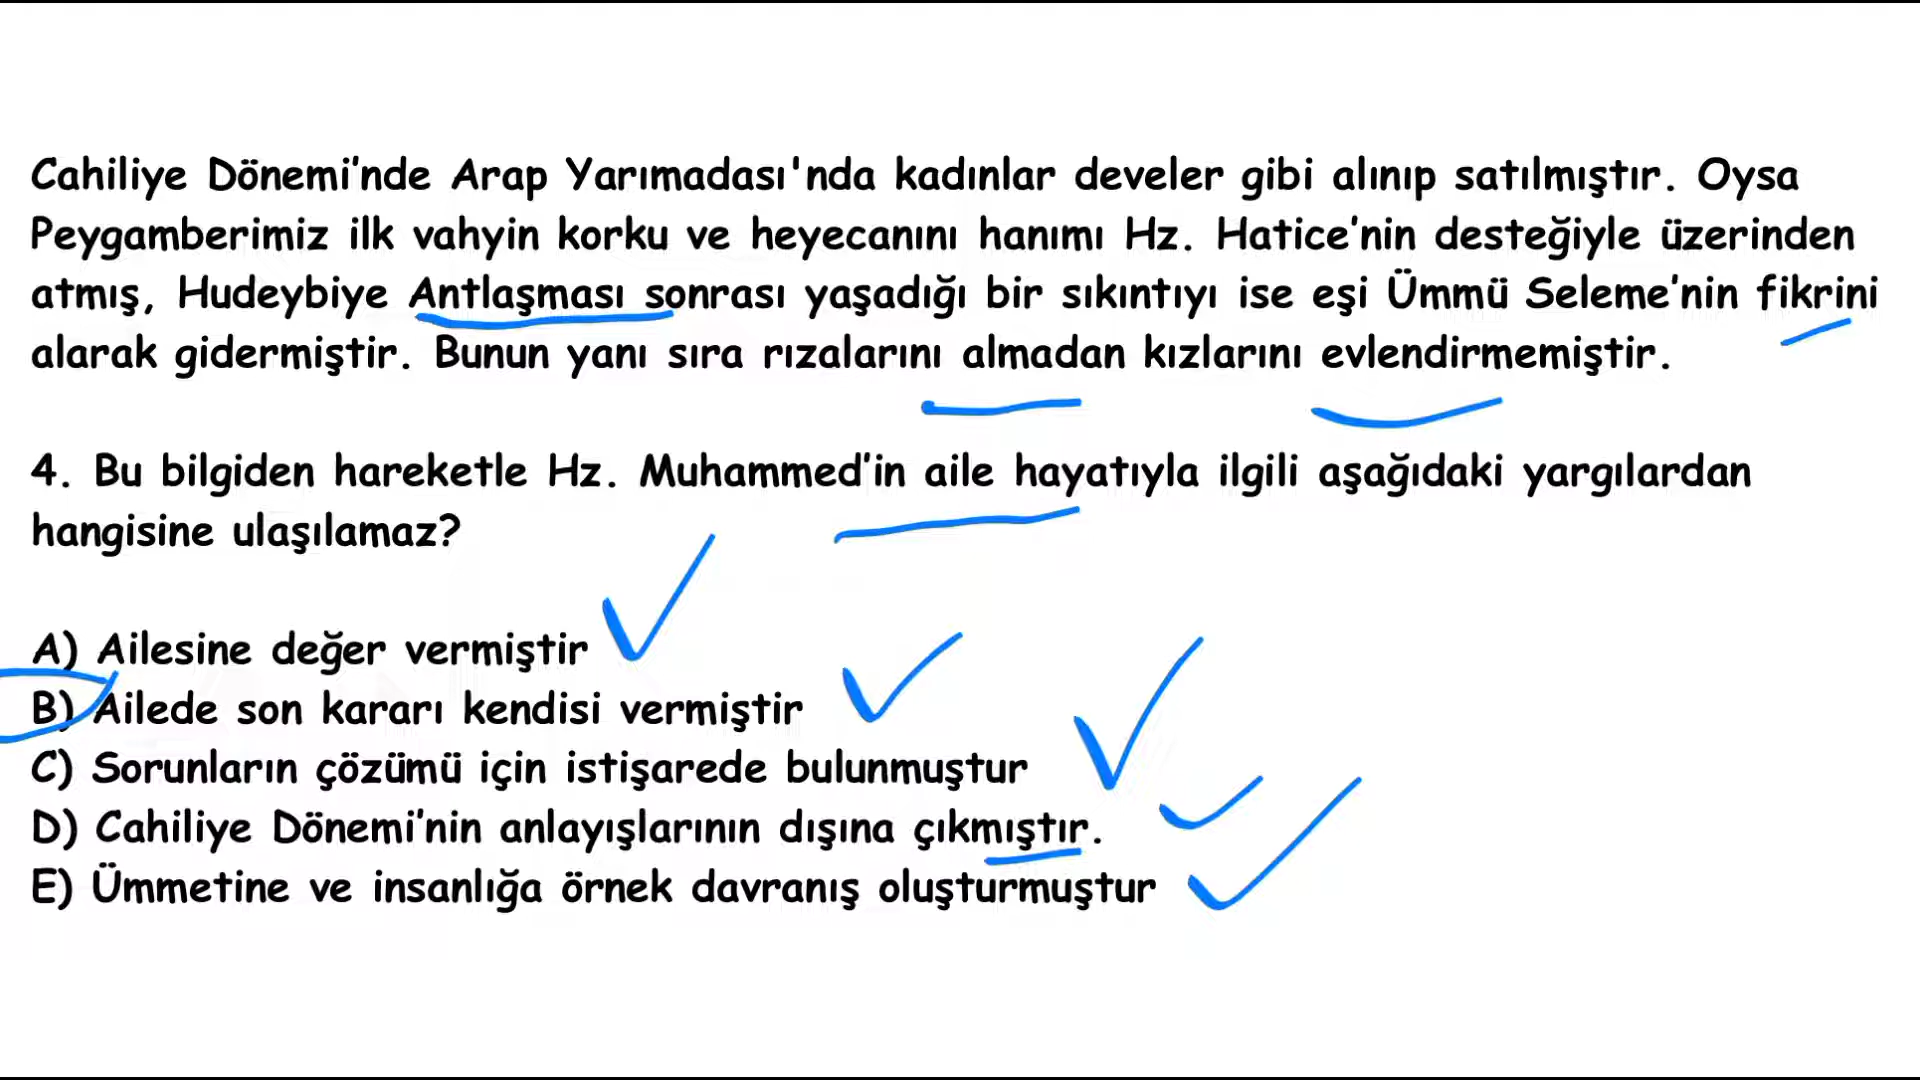 Cahiliye Dönemi'nde Arap Yarımadası'nda kadınlar develer gibi alınıp satılmıştır. Oysa
Peygamberimiz ilk vahyin korku ve heyecanını hanımı Hz. Hatice'nin desteğiyle üzerinden
atmış, Hudeybiye Antlaşması sonrası yaşadığı bir sıkıntıyı ise eşi Ümmü Seleme'nin fikrini
alarak gidermiştir. Bunun yanı sıra rızalarını almadan kızlarını evlendirmemiştir.
4. Bu bilgiden hareketle Hz. Muhammed'in aile hayatıyla ilgili aşağıdaki yargılardan
hangisine ulaşılamaz?
A) Ailesine değer vermiştir
B) Ailede son kararı kendisi vermiştir
C) Sorunların çözümü için istişarede bulunmuştur
D) Cahiliye Dönemi'nin anlayışlarının dışına çıkmıştır.
E) Ümmetine ve insanlığa örnek davranış oluşturmuştur